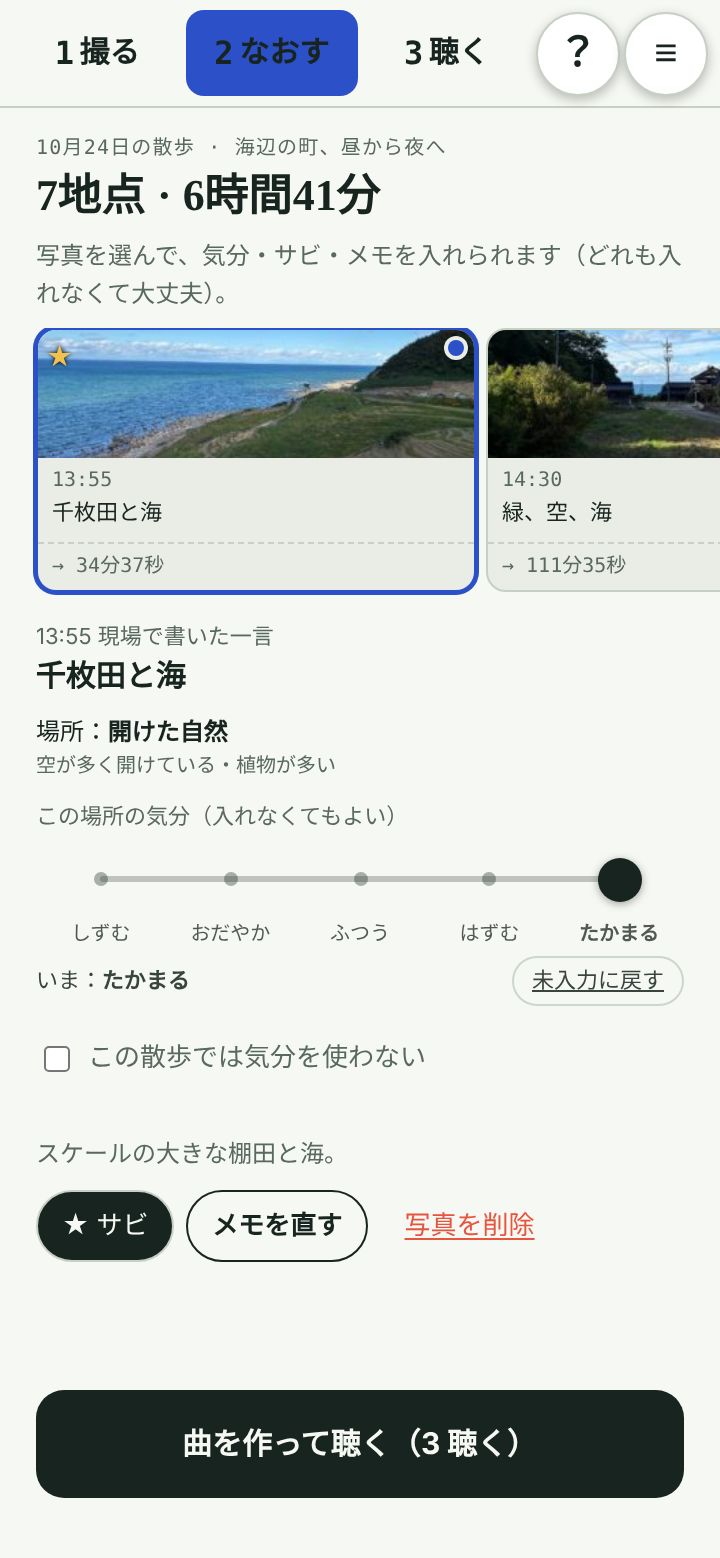 1 撮る
2 なおす
3 聴く
?
≡
10月24日の散歩 · 海辺の町、昼から夜へ
7地点 · 6時間41分
写真を選んで、気分・サビ・メモを入れられます（どれも入
れなくて大丈夫）。
★
13:55
千枚田と海
→ 34分37秒
14:30
緑、空、海
→ 111分35秒
13:55 現場で書いた一言
千枚田と海
場所：開けた自然
空が多く開けている・植物が多い
この場所の気分（入れなくてもよい）
しずむ
おだやか
ふつう
はずむ
たかまる
いま：たかまる
未入力に戻す
この散歩では気分を使わない
スケールの大きな棚田と海。
★ サビ
メモを直す
写真を削除
曲を作って聴く（3 聴く）